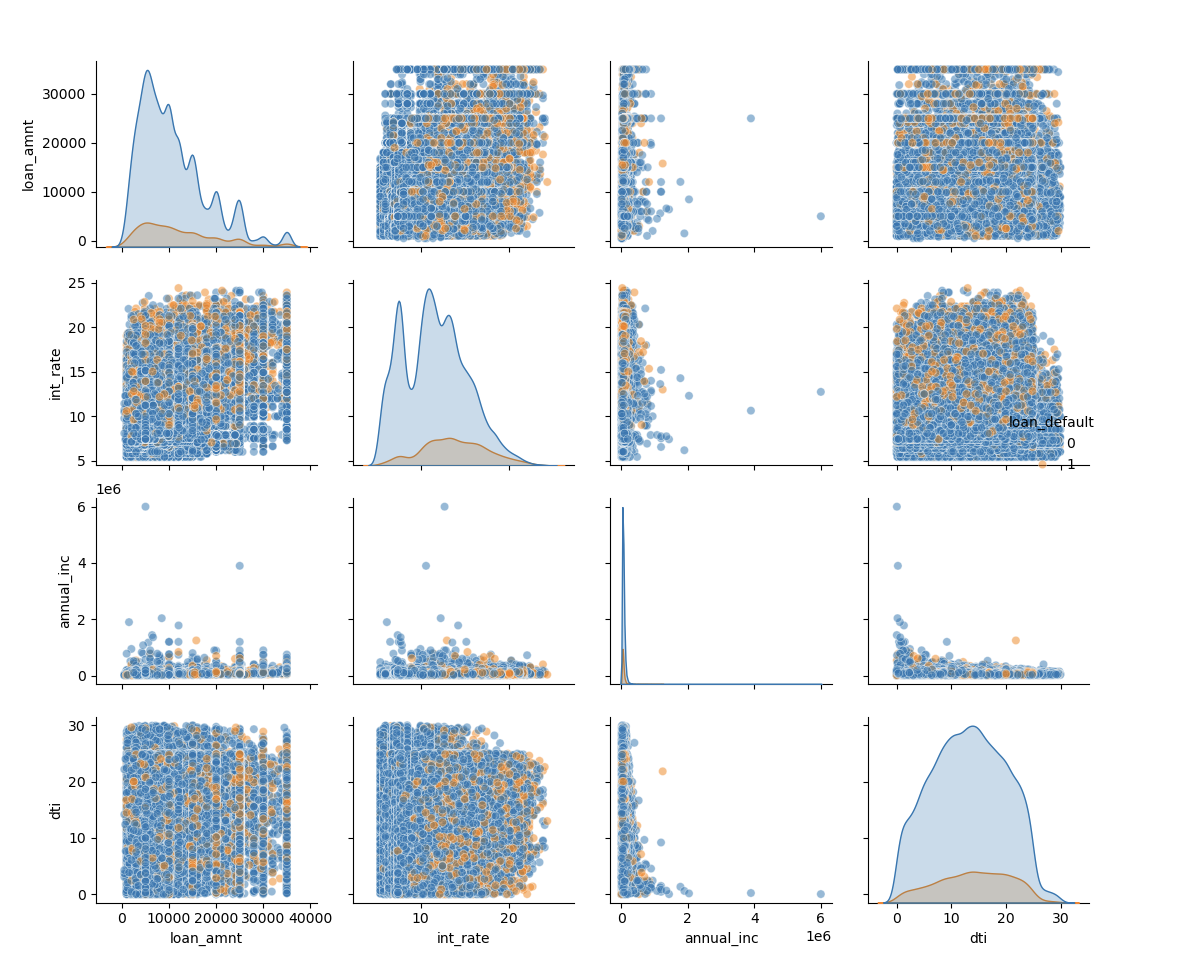 30000
20000
10000
0
loan_amnt
25
20
15
10
5
int_rate
loan_default
0
1
1e6
6
4
2
0
annual_inc
30
20
10
0
dti
0 10000 20000 30000 40000
loan_amnt
10 20
int_rate
0 2 4 6
annual_inc 1e6
0 10 20 30
dti